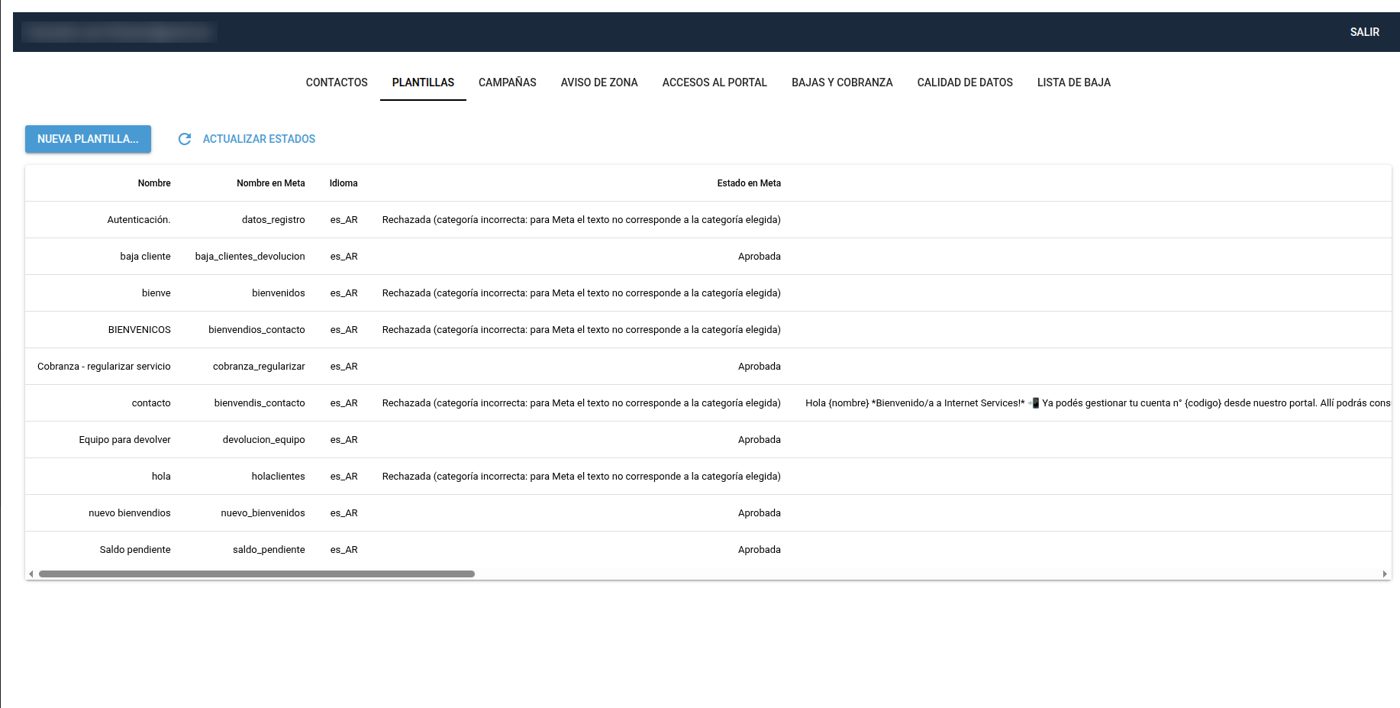 SALIR
CONTACTOS PLANTILLAS CAMPAÑAS AVISO DE ZONA ACCESOS AL PORTAL BAJAS Y COBRANZA CALIDAD DE DATOS LISTA DE BAJA
NUEVA PLANTILLA... ACTUALIZAR ESTADOS
Nombre Nombre en Meta Idioma Estado en Meta
Autenticación. datos_registro es_AR Rechazada (categoría incorrecta: para Meta el texto no corresponde a la categoría elegida)
baja cliente baja_clientes_devolucion es_AR Aprobada
bienve bienvenidos es_AR Rechazada (categoría incorrecta: para Meta el texto no corresponde a la categoría elegida)
BIENVENICOS bienvendios_contacto es_AR Rechazada (categoría incorrecta: para Meta el texto no corresponde a la categoría elegida)
Cobranza - regularizar servicio cobranza_regularizar es_AR Aprobada
contacto bienvendis_contacto es_AR Rechazada (categoría incorrecta: para Meta el texto no corresponde a la categoría elegida) Hola {nombre} *Bienvenido/a a Internet Services!* 📲 Ya podés gestionar tu cuenta n° {codigo} desde nuestro portal. Allí podrás cons
Equipo para devolver devolucion_equipo es_AR Aprobada
hola holaclientes es_AR Rechazada (categoría incorrecta: para Meta el texto no corresponde a la categoría elegida)
nuevo bienvendios nuevo_bienvenidos es_AR Aprobada
Saldo pendiente saldo_pendiente es_AR Aprobada